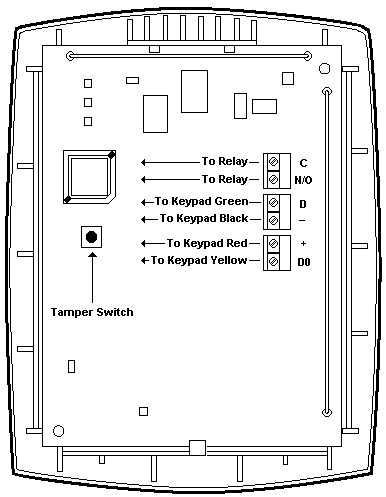 To Relay C
To Relay N/O
To Keypad Green D
To Keypad Black –
To Keypad Red +
To Keypad Yellow D0
Tamper Switch